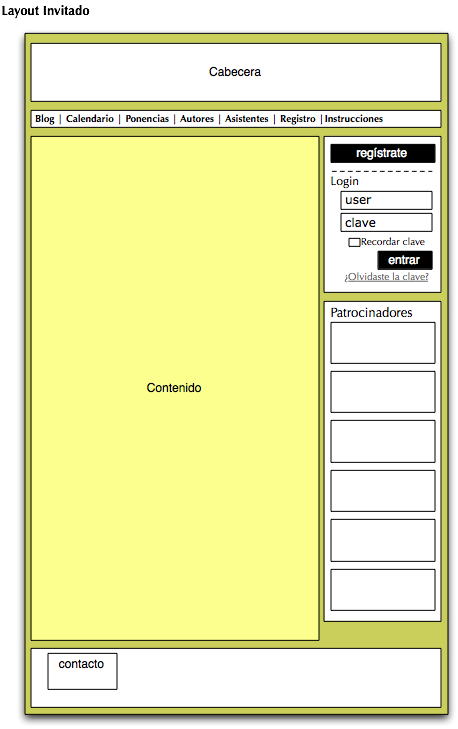 Layout Invitado
Cabecera
Blog | Calendario | Ponencias | Autores | Asistentes | Registro | Instrucciones
regístrate
Login
user
clave
Recordar clave
entrar
¿Olvidaste la clave?
Patrocinadores
Contenido
contacto